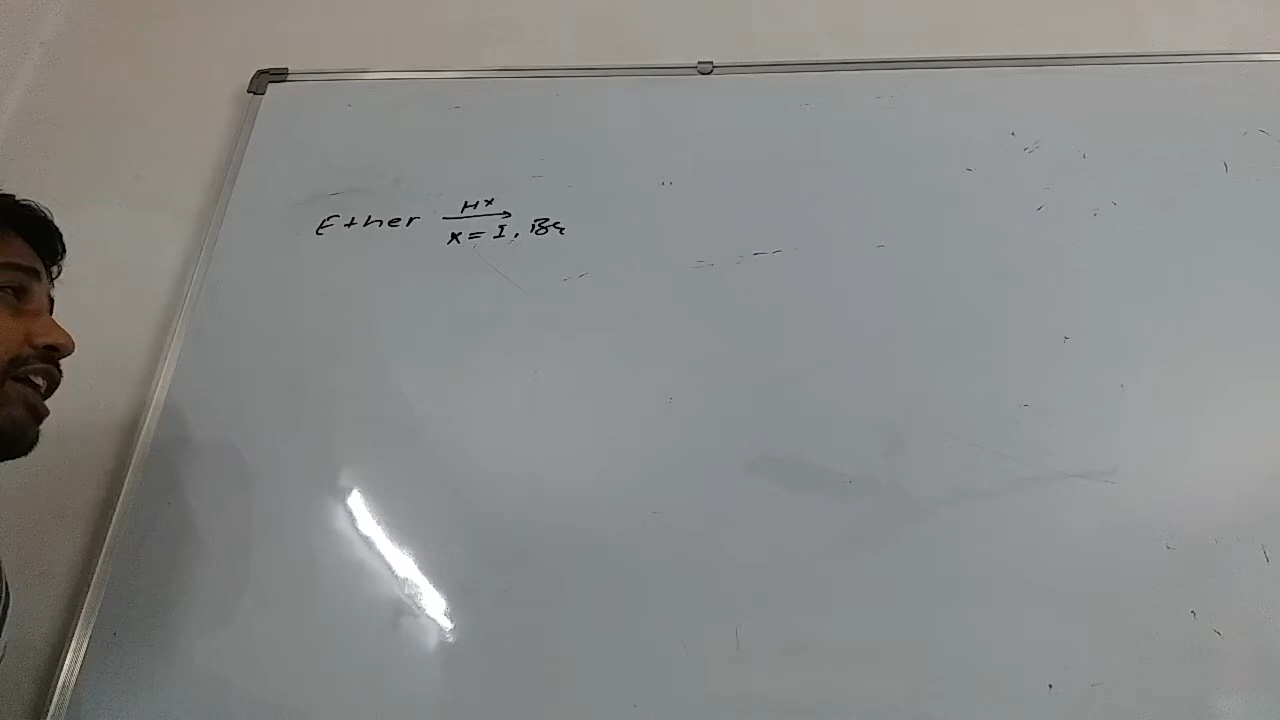 Ether HX
X = I, Br